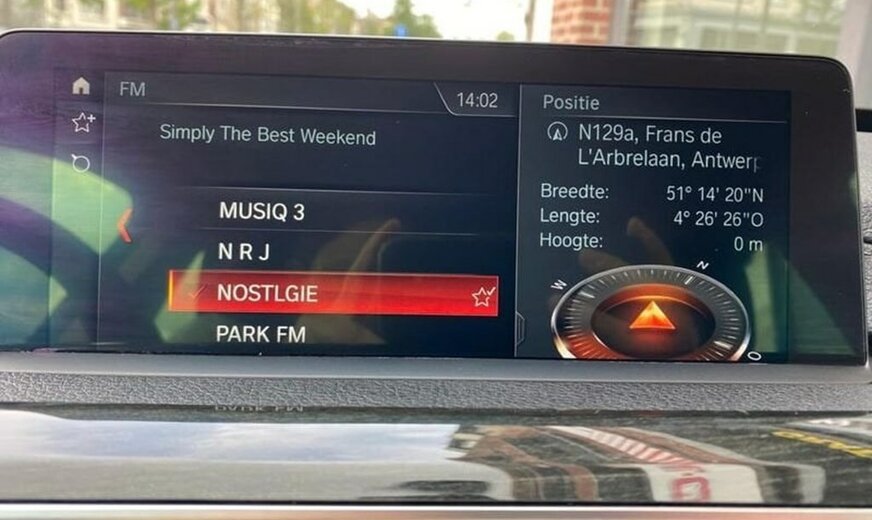 FM
14:02
Simply The Best Weekend
MUSIQ 3
N R J
NOSTLGIE
PARK FM
Positie
N129a, Frans de
L'Arbrelaan, Antwerp
Breedte: 51° 14' 20"N
Lengte: 4° 26' 26"O
Hoogte: 0 m
W
N
O